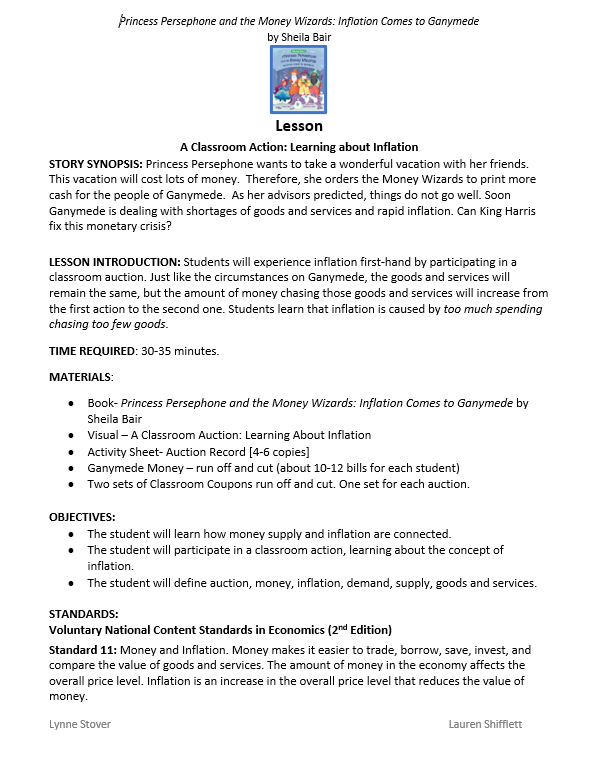 Princess Persephone and the Money Wizards: Inflation Comes to Ganymede
by Sheila Bair
Lesson
A Classroom Action: Learning about Inflation
STORY SYNOPSIS: Princess Persephone wants to take a wonderful vacation with her friends.
This vacation will cost lots of money.  Therefore, she orders the Money Wizards to print more
cash for the people of Ganymede.  As her advisors predicted, things do not go well. Soon
Ganymede is dealing with shortages of goods and services and rapid inflation. Can King Harris
fix this monetary crisis?
LESSON INTRODUCTION: Students will experience inflation first-hand by participating in a
classroom auction. Just like the circumstances on Ganymede, the goods and services will
remain the same, but the amount of money chasing those goods and services will increase from
the first action to the second one. Students learn that inflation is caused by too much spending
chasing too few goods.
TIME REQUIRED: 30-35 minutes.
MATERIALS:
• Book- Princess Persephone and the Money Wizards: Inflation Comes to Ganymede by
Sheila Bair
• Visual – A Classroom Auction: Learning About Inflation
• Activity Sheet- Auction Record [4-6 copies]
• Ganymede Money – run off and cut (about 10-12 bills for each student)
• Two sets of Classroom Coupons run off and cut. One set for each auction.
OBJECTIVES:
• The student will learn how money supply and inflation are connected.
• The student will participate in a classroom action, learning about the concept of
inflation.
• The student will define auction, money, inflation, demand, supply, goods and services.
STANDARDS:
Voluntary National Content Standards in Economics (2nd Edition)
Standard 11: Money and Inflation. Money makes it easier to trade, borrow, save, invest, and
compare the value of goods and services. The amount of money in the economy affects the
overall price level. Inflation is an increase in the overall price level that reduces the value of
money.
Lynne Stover Lauren Shifflett